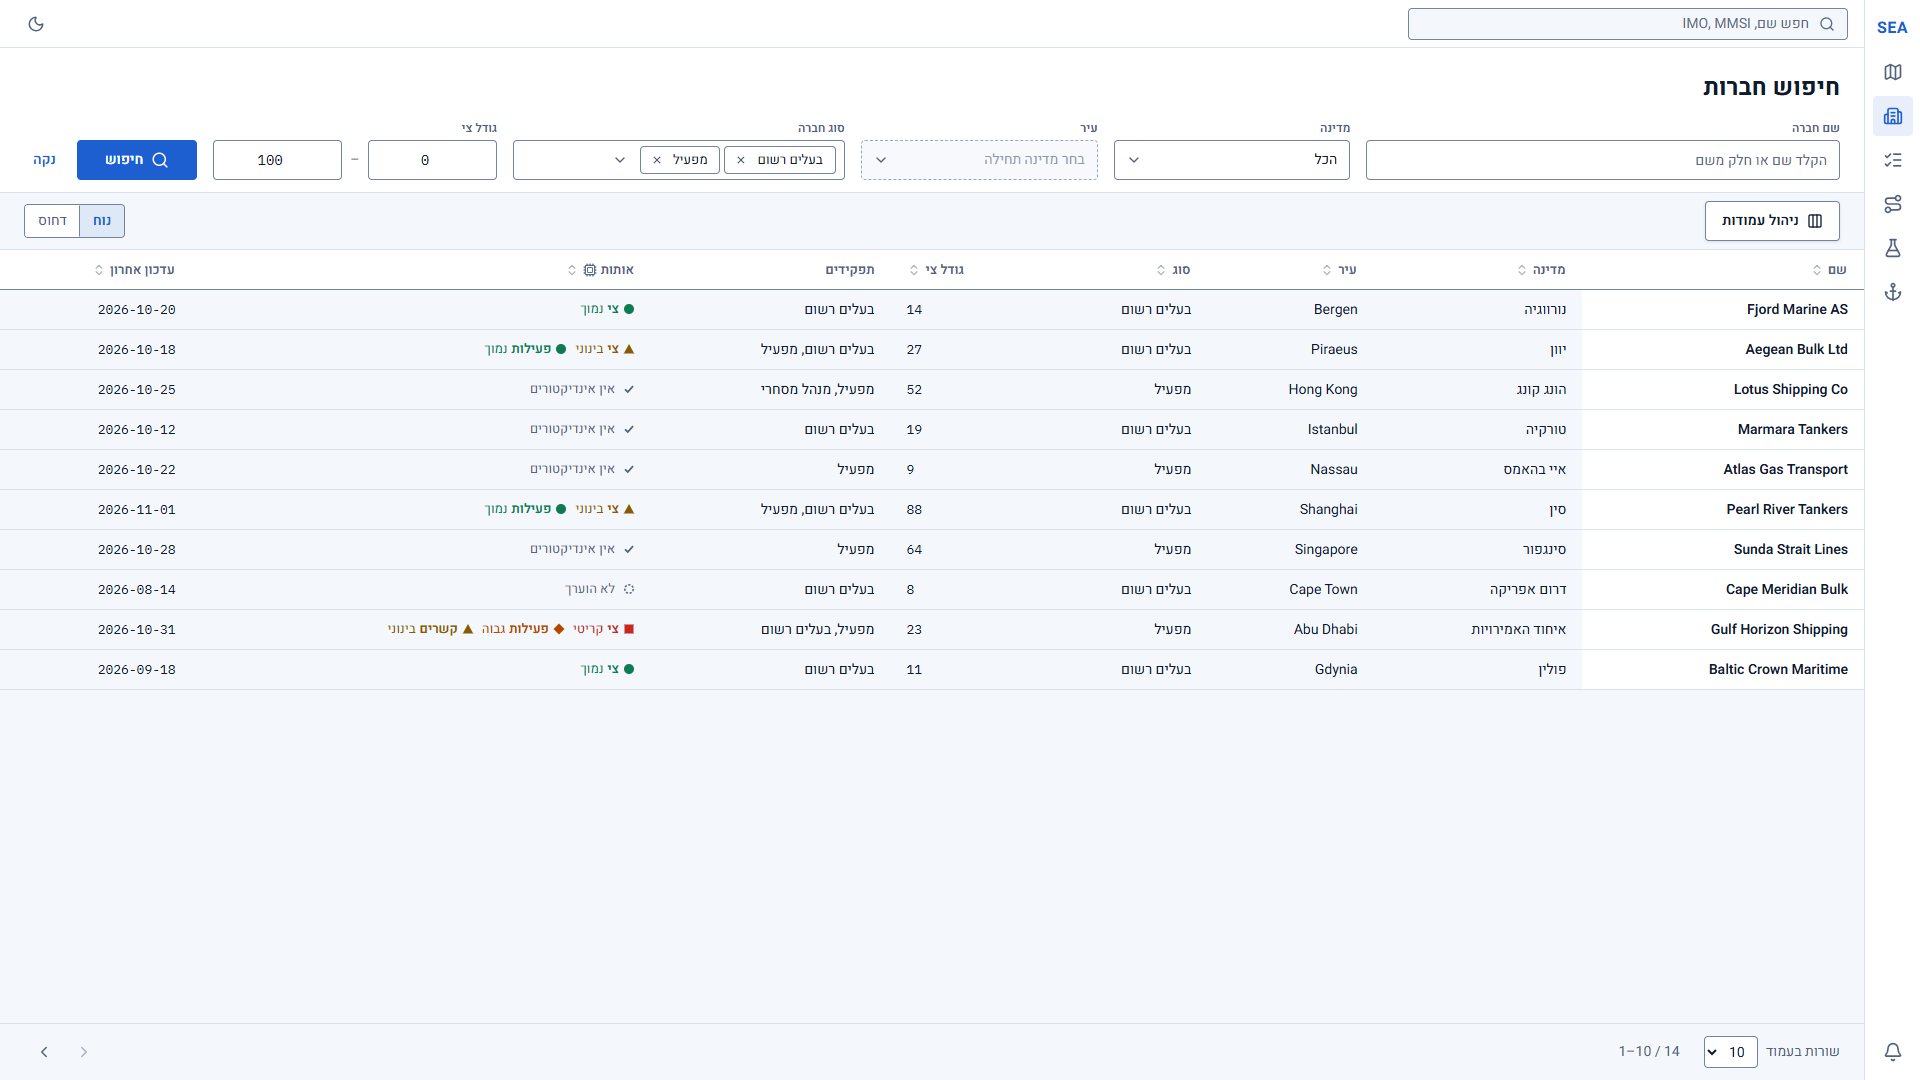 SEA
חפש שם, IMO, MMSI
חיפוש חברות
שם חברה
מדינה
עיר
סוג חברה
גודל צי
הקלד שם או חלק משם
הכל
בחר מדינה תחילה
בעלים רשום × מפעיל ×
0 – 100
חיפוש
נקה
ניהול עמודות
נוח דחוס
שם מדינה עיר סוג גודל צי תפקידים אותות עדכון אחרון
Fjord Marine AS נורווגיה Bergen בעלים רשום 14 בעלים רשום צי נמוך 2026-10-20
Aegean Bulk Ltd יוון Piraeus בעלים רשום 27 בעלים רשום, מפעיל צי בינוני פעילות נמוך 2026-10-18
Lotus Shipping Co הונג קונג Hong Kong מפעיל 52 מפעיל, מנהל מסחרי אין אינדיקטורים 2026-10-25
Marmara Tankers טורקיה Istanbul בעלים רשום 19 בעלים רשום אין אינדיקטורים 2026-10-12
Atlas Gas Transport איי בהאמס Nassau מפעיל 9 מפעיל אין אינדיקטורים 2026-10-22
Pearl River Tankers סין Shanghai בעלים רשום 88 בעלים רשום, מפעיל צי בינוני פעילות נמוך 2026-11-01
Sunda Strait Lines סינגפור Singapore מפעיל 64 מפעיל אין אינדיקטורים 2026-10-28
Cape Meridian Bulk דרום אפריקה Cape Town בעלים רשום 8 בעלים רשום לא הוערך 2026-08-14
Gulf Horizon Shipping איחוד האמירויות Abu Dhabi מפעיל 23 מפעיל, בעלים רשום צי קריטי פעילות גבוה קשרים בינוני 2026-10-31
Baltic Crown Maritime פולין Gdynia בעלים רשום 11 בעלים רשום צי נמוך 2026-09-18
שורות בעמוד 10 1–10 / 14